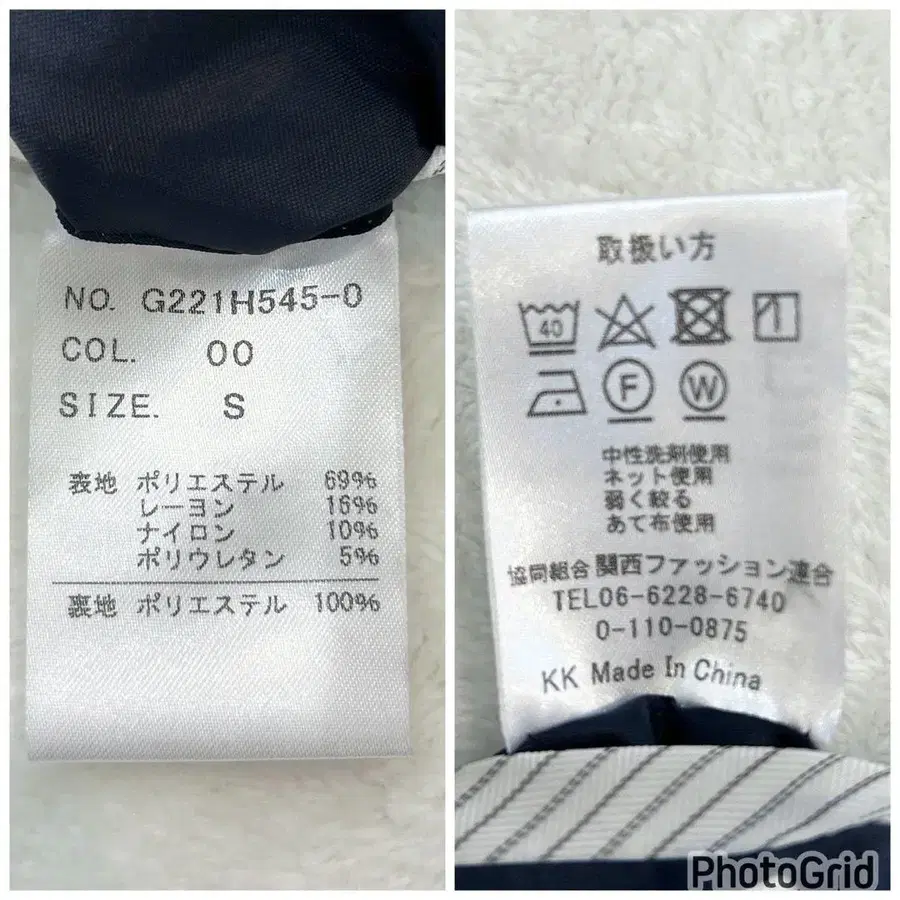 NO. G221H545-0
COL. 00
SIZE. S
表地 ポリエステル 69%
レーヨン 16%
ナイロン 10%
ポリウレタン 5%
裏地 ポリエステル 100%
取扱い方
40
F W
中性洗剤使用
ネット使用
弱く絞る
あて布使用
協同組合関西ファッション連合
TEL06-6228-6740
0-110-0875
KK Made In China
PhotoGrid